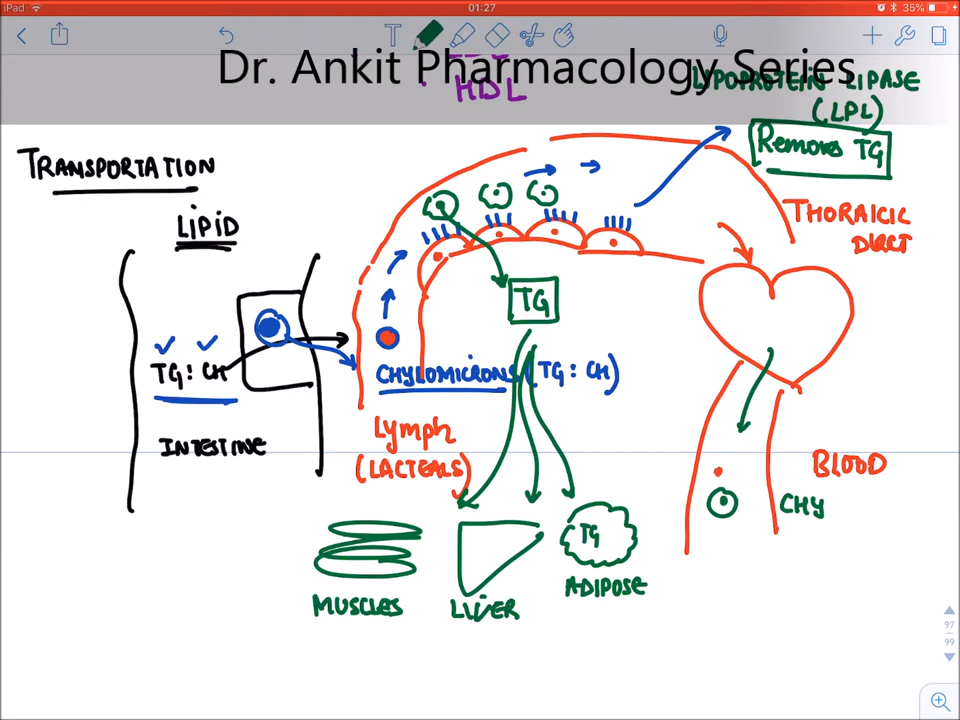 iPad
01:27
35%
T
Dr. Ankit Pharmacology Series
HDL
LIPOPROTEIN LIPASE
(LPL)
Removs TG
TRANSPORTATION
LIPID
THORAICIC
DUCT
TG
TG : CH
CHYLOMICRONS (TG : CH)
INTESTINE
Lymph
(LACTEALS)
BLOOD
CHY
TG
MUSCLES
LIVER
ADIPOSE
97
99